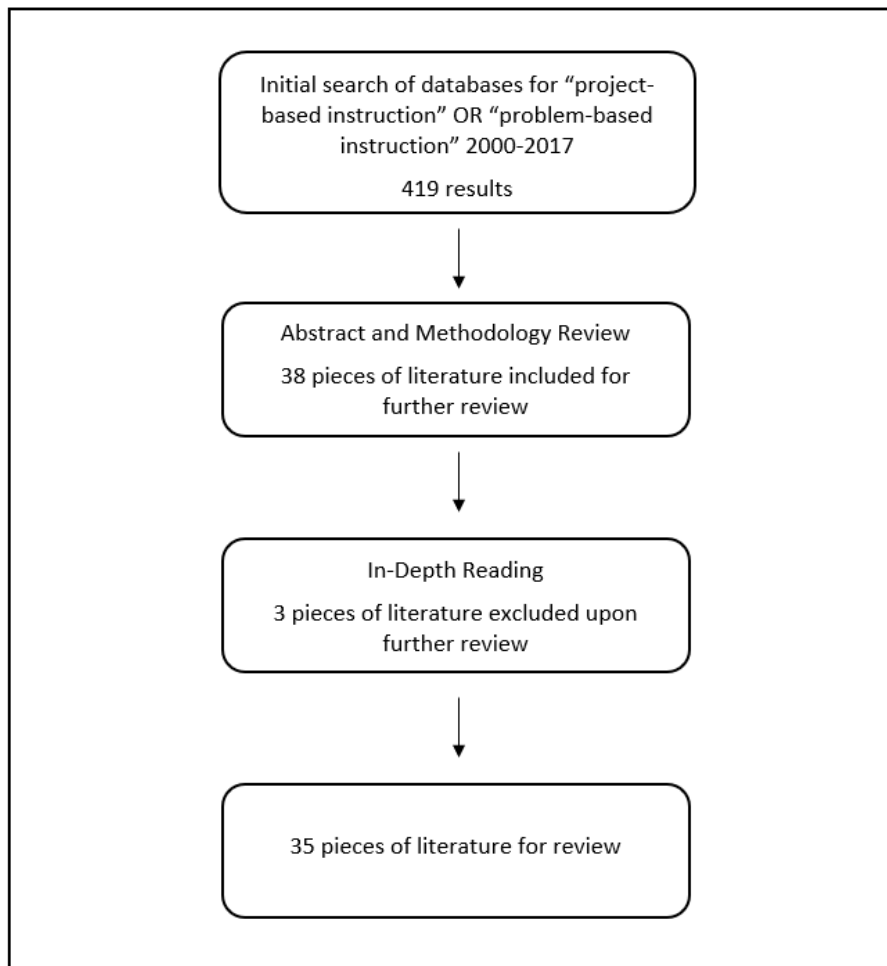 Initial search of databases for “project-
based instruction” OR “problem-based
instruction” 2000-2017
419 results
Abstract and Methodology Review
38 pieces of literature included for
further review
In-Depth Reading
3 pieces of literature excluded upon
further review
35 pieces of literature for review